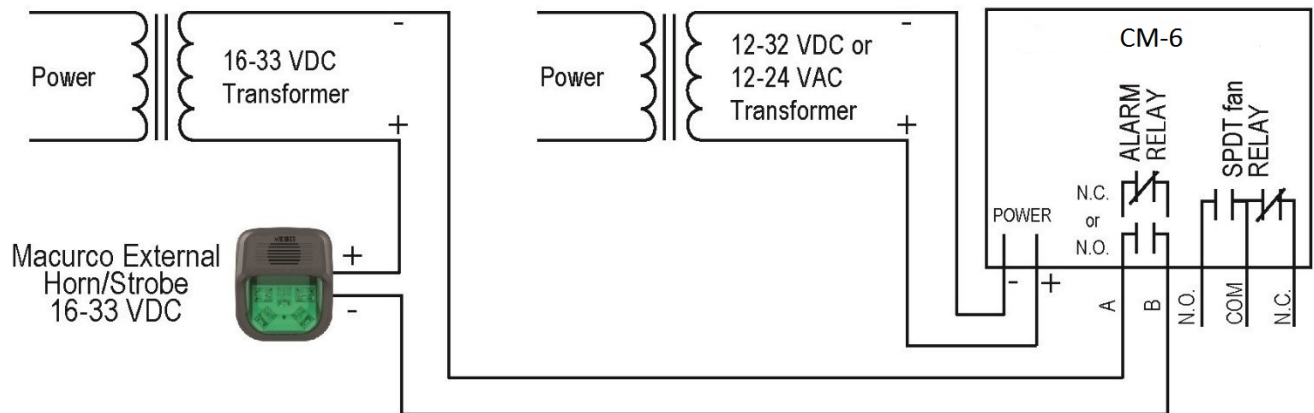 Power
16-33 VDC
Transformer
-
+
Power
12-32 VDC or
12-24 VAC
Transformer
-
+
CM-6
ALARM
RELAY
SPDT fan
RELAY
N.C.
or
N.O.
POWER
-
+
A
B
N.O.
COM
N.C.
Macurco External
Horn/Strobe
16-33 VDC
+
-